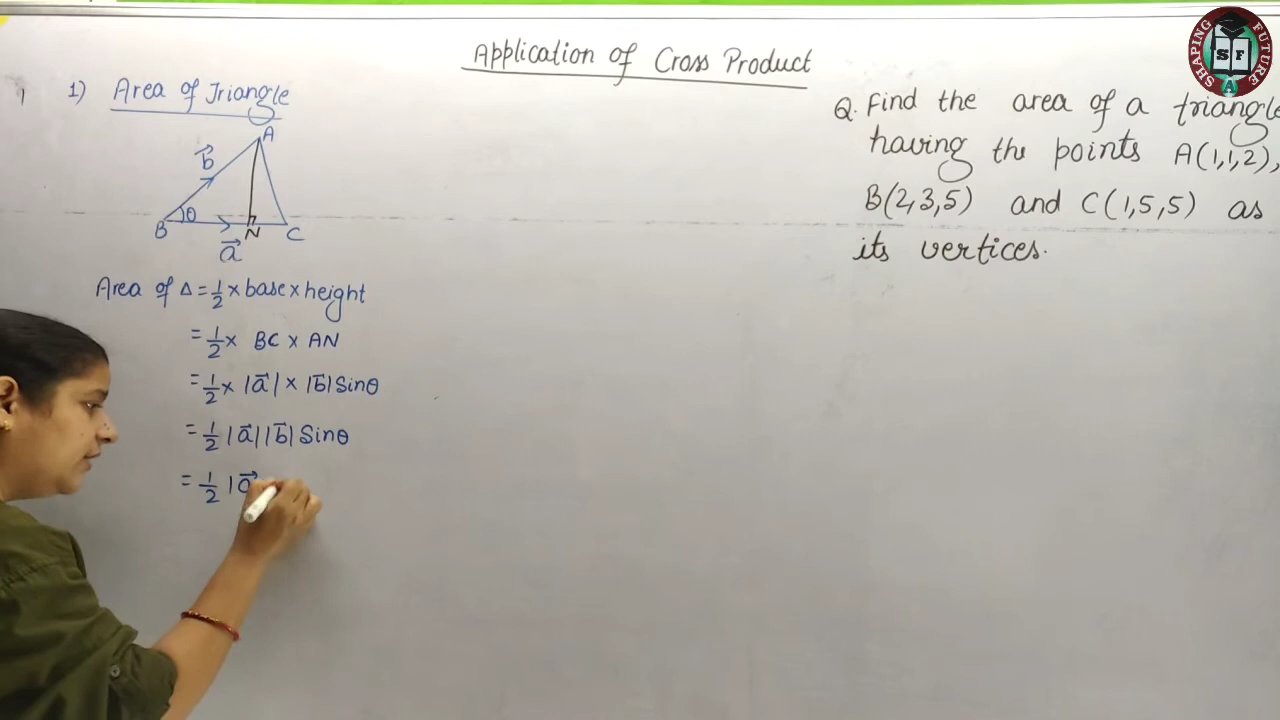 Application of Cross Product
1) Area of Triangle
A
b
θ
B
N
C
a
Area of Δ = 1/2 × base × height
= 1/2 × BC × AN
= 1/2 × |a⃗| × |b⃗| Sinθ
= 1/2 |a⃗| |b⃗| Sinθ
= 1/2 |a⃗
Q. Find the area of a triangle
having the points A(1,1,2),
B(2,3,5) and C(1,5,5) as
its vertices.
SHAPING FUTURE
S F
A